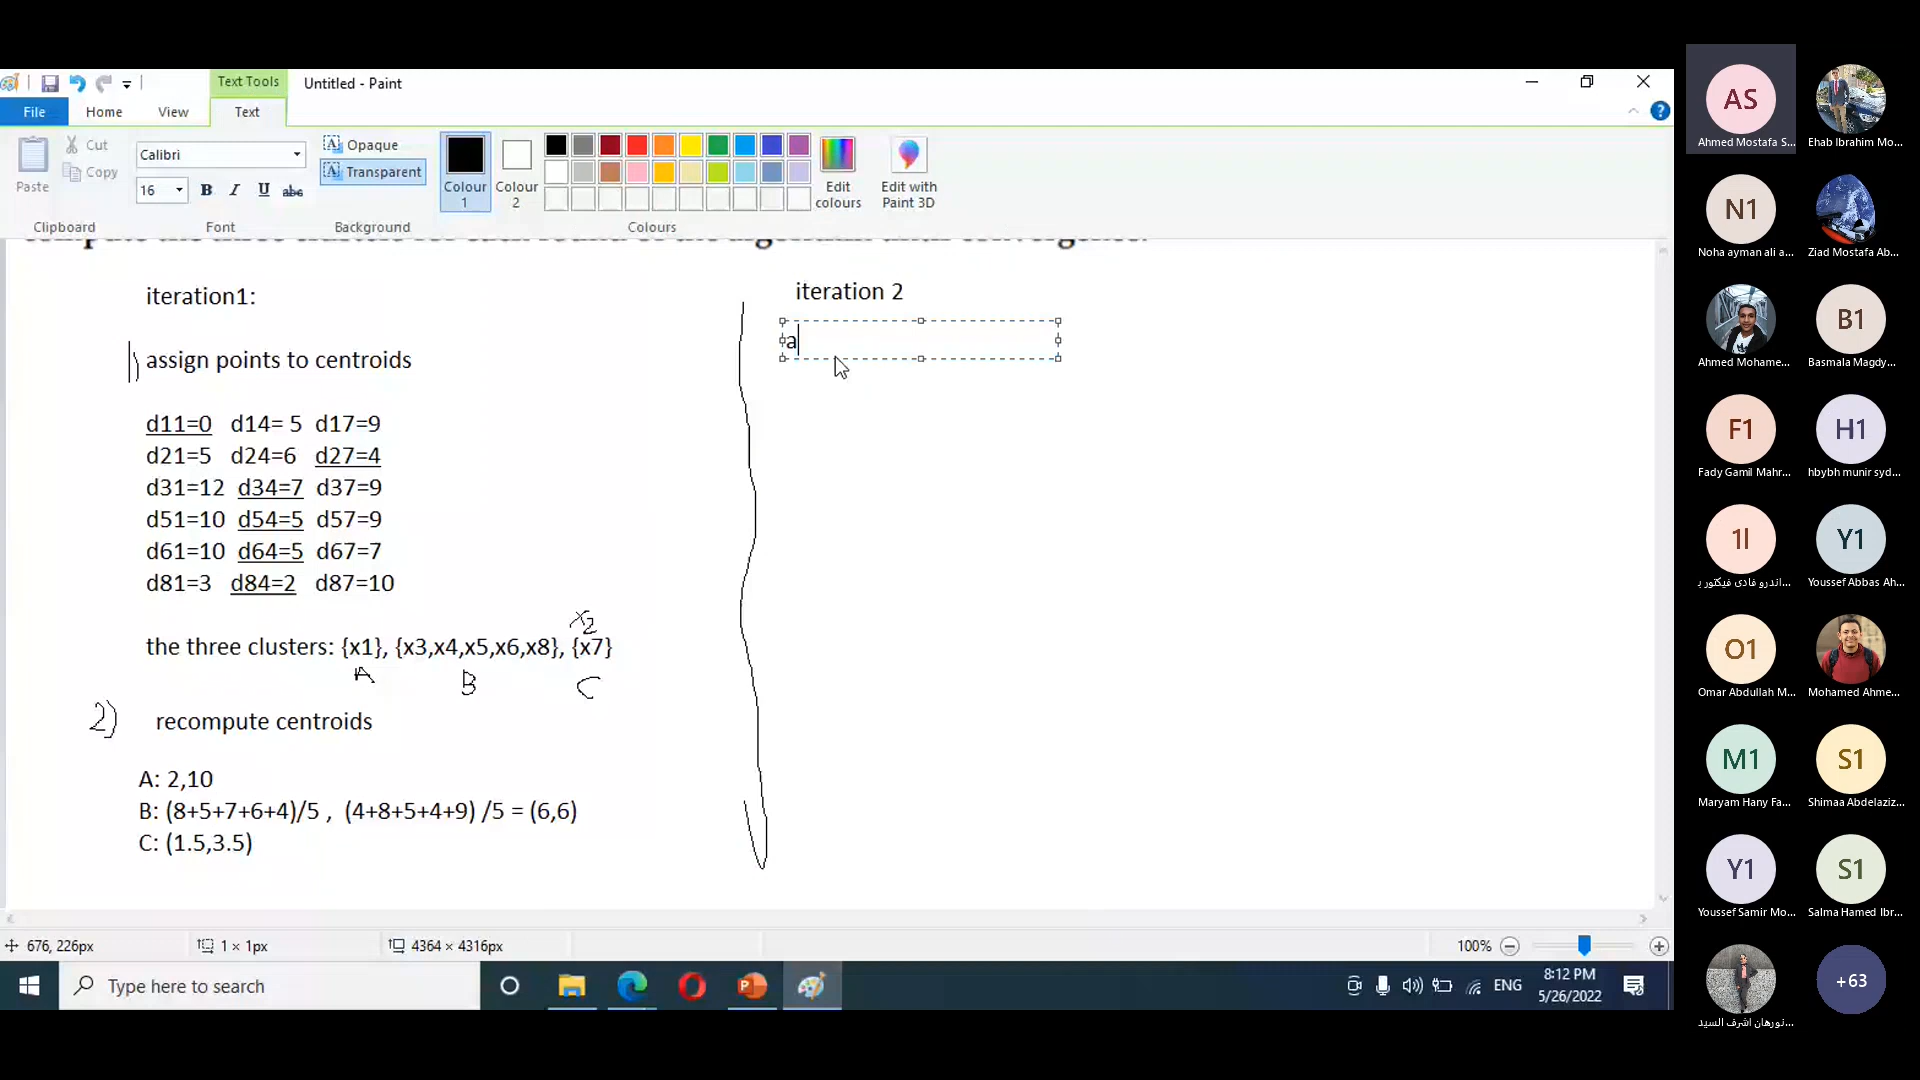 Text Tools
Untitled - Paint
File
Home
View
Text
Paste
Cut
Copy
Clipboard
Calibri
16
B I U abc
Font
Opaque
Transparent
Background
Colour 1
Colour 2
Edit colours
Edit with Paint 3D
Colours
iteration1:
1)
assign points to centroids
d11=0 d14= 5 d17=9
d21=5 d24=6 d27=4
d31=12 d34=7 d37=9
d51=10 d54=5 d57=9
d61=10 d64=5 d67=7
d81=3 d84=2 d87=10
x2
the three clusters: {x1}, {x3,x4,x5,x6,x8}, {x7}
A B C
2) recompute centroids
A: 2,10
B: (8+5+7+6+4)/5 , (4+8+5+4+9) /5 = (6,6)
C: (1.5,3.5)
iteration 2
a
676, 226px
1 × 1px
4364 × 4316px
100%
Type here to search
ENG
8:12 PM
5/26/2022
AS
Ahmed Mostafa S...
Ehab Ibrahim Mo...
N1
Noha ayman ali a...
Ziad Mostafa Ab...
Ahmed Mohame...
B1
Basmala Magdy...
F1
Fady Gamil Mahr...
H1
hbybh munir syd...
1ا
اندرو فادى فيكتور ب...
Y1
Youssef Abbas Ah...
O1
Omar Abdullah M...
Mohamed Ahme...
M1
Maryam Hany Fa...
S1
Shimaa Abdelaziz...
Y1
Youssef Samir Mo...
S1
Salma Hamed Ibr...
نورهان اشرف السيد...
+63